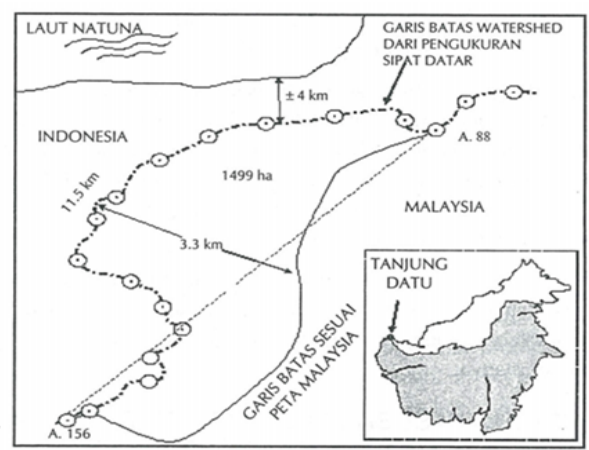 LAUT NATUNA
GARIS BATAS WATERSHED
DARI PENGUKURAN
SIPAT DATAR
± 4 km
INDONESIA
A. 88
1499 ha
11.5 km
MALAYSIA
3.3 km
TANJUNG
DATU
GARIS BATAS SESUAI
PETA MALAYSIA
A. 156